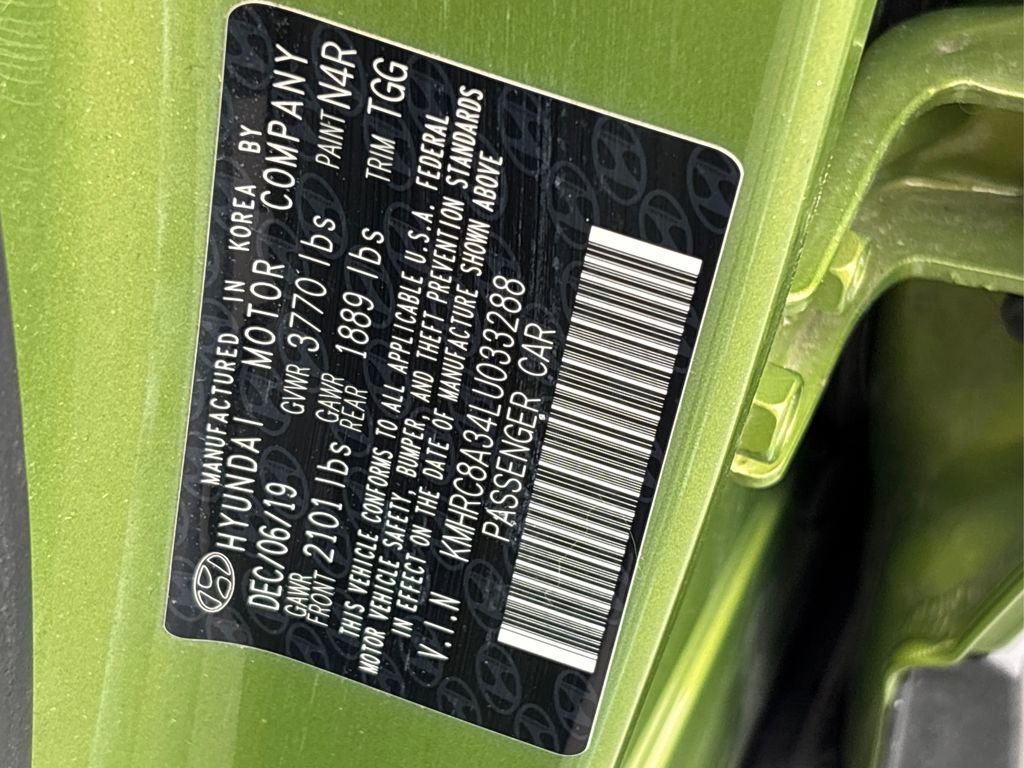 MANUFACTURED IN KOREA BY
HYUNDAI MOTOR COMPANY
DEC/06/19 GVWR 3770 lbs PAINT N4R
GAWR FRONT 2101 lbs GAWR REAR 1889 lbs TRIM TGG
THIS VEHICLE CONFORMS TO ALL APPLICABLE U.S.A. FEDERAL
MOTOR VEHICLE SAFETY, BUMPER, AND THEFT PREVENTION STANDARDS
IN EFFECT ON THE DATE OF MANUFACTURE SHOWN ABOVE
V.I.N KMHRC8A34LU033288
PASSENGER CAR